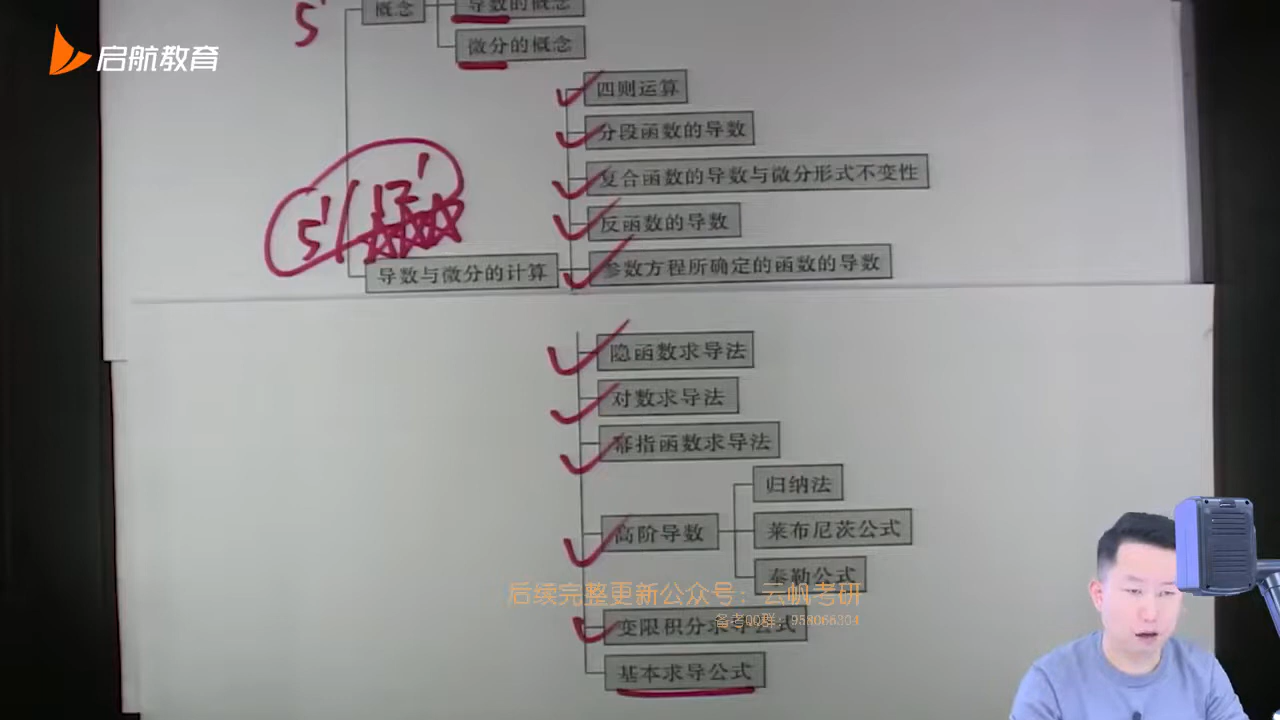 5'
概念
导数的概念
启航教育
微分的概念
四则运算
分段函数的导数
复合函数的导数与微分形式不变性
反函数的导数
5' 12'
导数与微分的计算
参数方程所确定的函数的导数
隐函数求导法
对数求导法
幂指函数求导法
归纳法
高阶导数
莱布尼茨公式
泰勒公式
后续完整更新公众号：云帆考研
备考QQ群：958066304
变限积分求导公式
基本求导公式